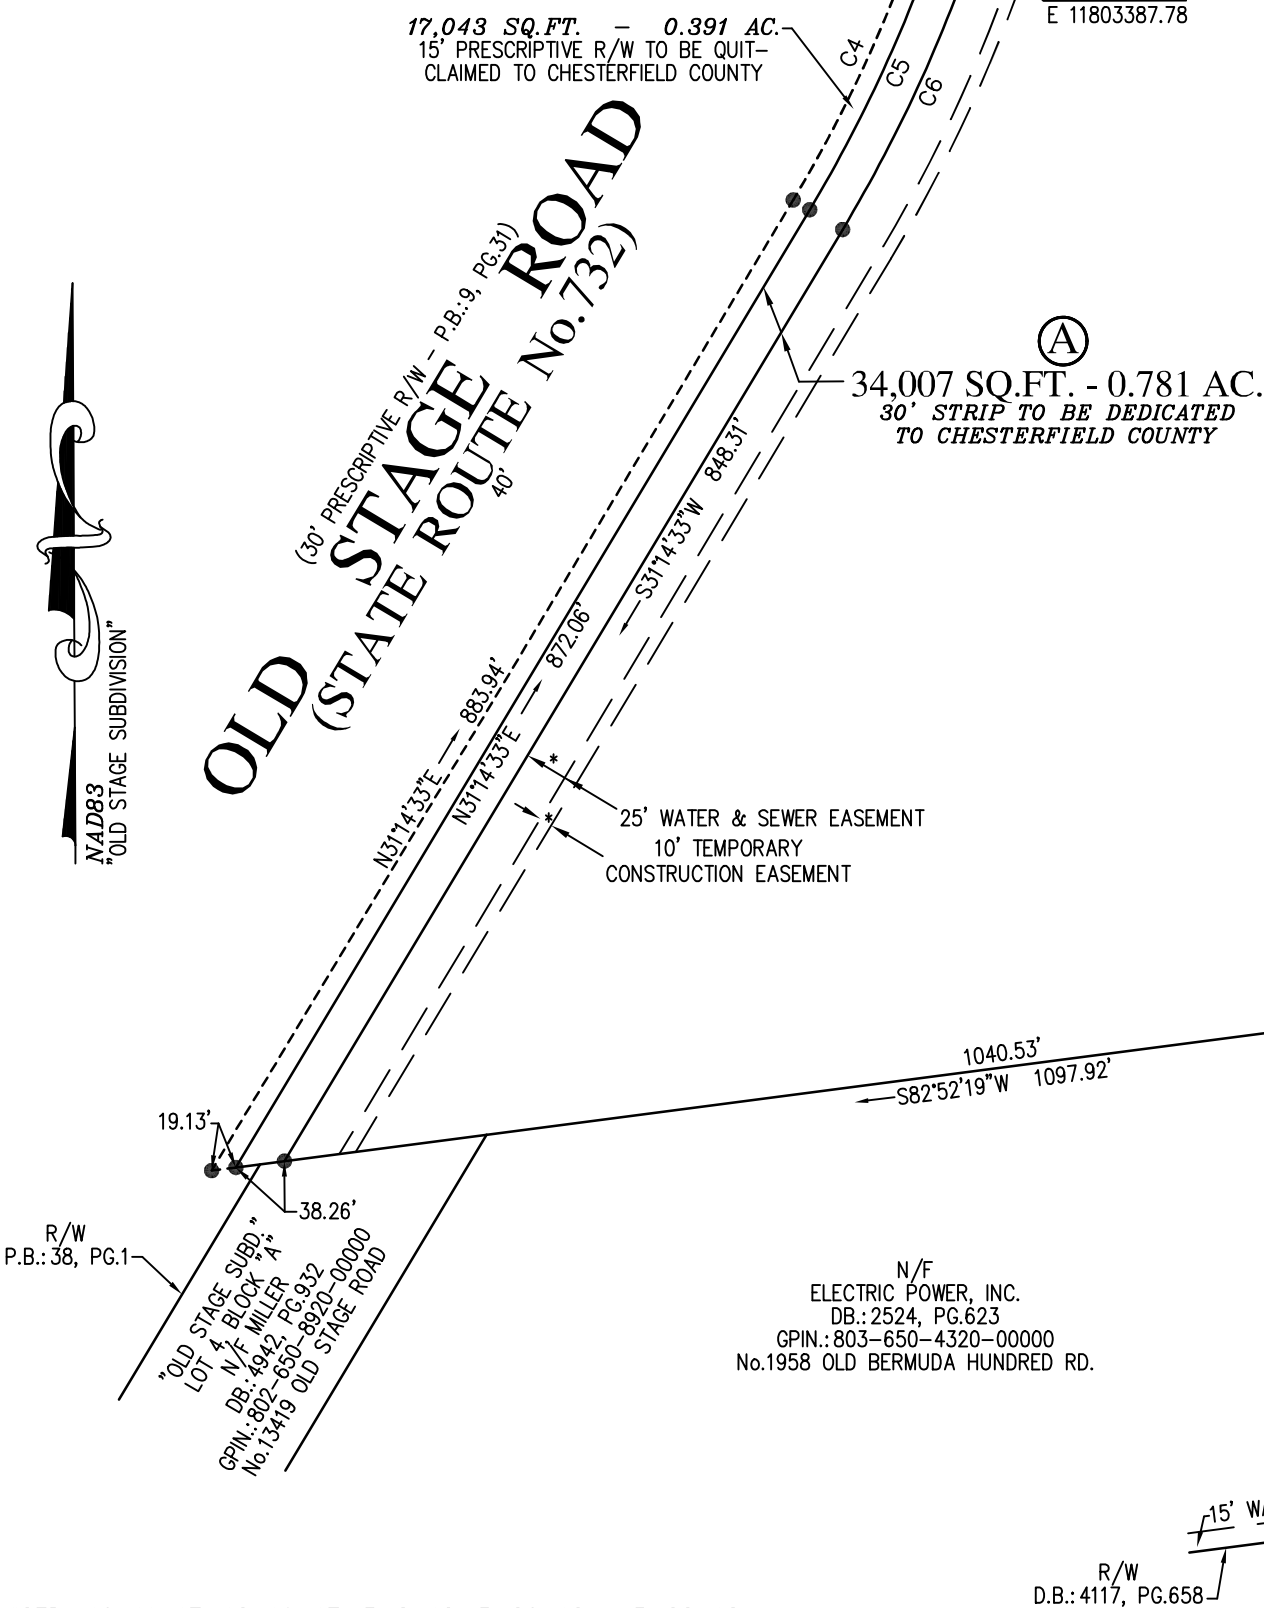 17,043 SQ.FT. - 0.391 AC.
15' PRESCRIPTIVE R/W TO BE QUIT-
CLAIMED TO CHESTERFIELD COUNTY
E 11803387.78
C4
C5
C6
OLD STAGE ROAD
(30' PRESCRIPTIVE R/W - P.B.:9, PG.31)
(STATE ROUTE No.732)
40'
A
34,007 SQ.FT. - 0.781 AC.
30' STRIP TO BE DEDICATED
TO CHESTERFIELD COUNTY
S31°14'33"W 848.31'
N31°14'33"E 883.94'
N31°14'33"E 872.06'
NAD83
"OLD STAGE SUBDIVISION"
*
25' WATER & SEWER EASEMENT
*
10' TEMPORARY
CONSTRUCTION EASEMENT
1040.53'
S82°52'19"W 1097.92'
19.13'
38.26'
R/W
P.B.:38, PG.1
"OLD STAGE SUBD."
LOT 4, BLOCK "A"
N/F MILLER
DB.:4942, PG.932
GPIN.:802-650-8920-00000
No.13419 OLD STAGE ROAD
N/F
ELECTRIC POWER, INC.
DB.:2524, PG.623
GPIN.:803-650-4320-00000
No.1958 OLD BERMUDA HUNDRED RD.
15'
R/W
D.B.:4117, PG.658